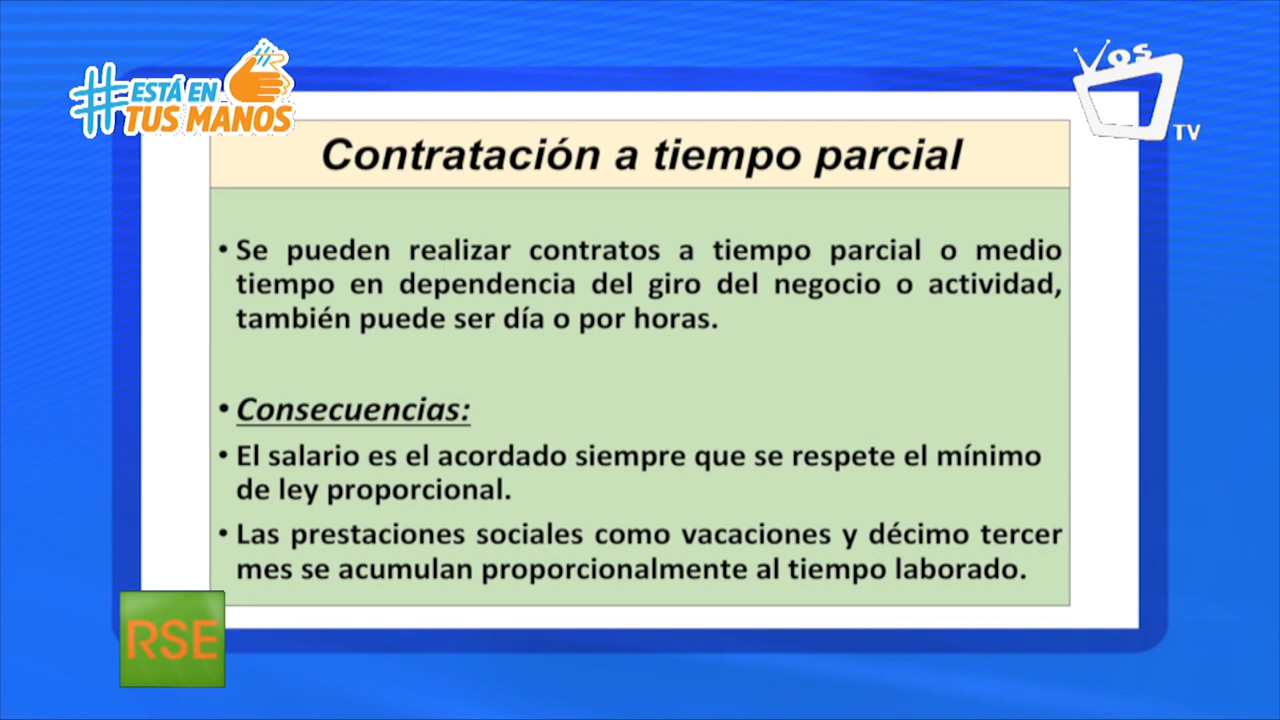 #ESTÁ EN
TUS MANOS
VOS
TV
Contratación a tiempo parcial
• Se pueden realizar contratos a tiempo parcial o medio
tiempo en dependencia del giro del negocio o actividad,
también puede ser día o por horas.
• Consecuencias:
• El salario es el acordado siempre que se respete el mínimo
de ley proporcional.
• Las prestaciones sociales como vacaciones y décimo tercer
mes se acumulan proporcionalmente al tiempo laborado.
RSE